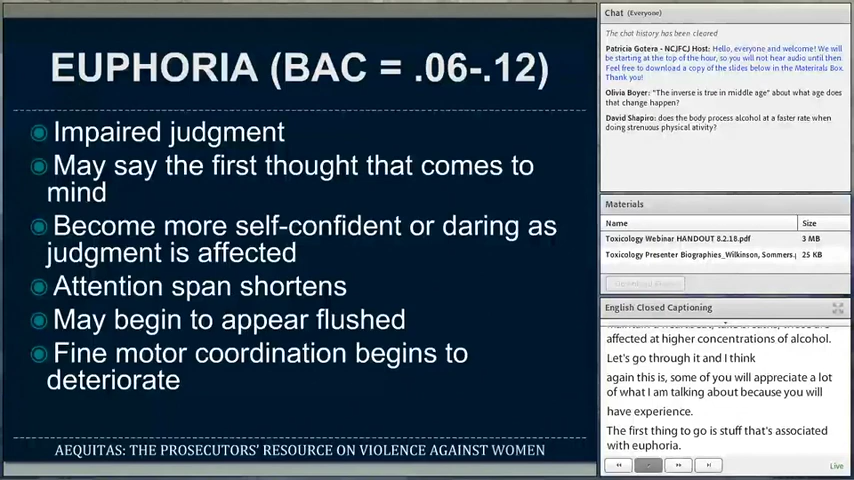 EUPHORIA (BAC = .06-.12)
Impaired judgment
May say the first thought that comes to
mind
Become more self-confident or daring as
judgment is affected
Attention span shortens
May begin to appear flushed
Fine motor coordination begins to
deteriorate
AEQUITAS: THE PROSECUTORS' RESOURCE ON VIOLENCE AGAINST WOMEN
Chat (Everyone)
The chat history has been cleared
Patricia Gotera - NCJFCJ Host: Hello, everyone and welcome! We will
be starting at the top of the hour, so you will not hear audio until then.
Feel free to download a copy of the slides below in the Materirals Box.
Thank you!
Olivia Boyer: "The inverse is true in middle age" about what age does
that change happen?
David Shapiro: does the body process alcohol at a faster rate when
doing strenuous physical ativity?
Materials
Name Size
Toxicology Webinar HANDOUT 8.2.18.pdf 3 MB
Toxicology Presenter Biographies_Wilkinson, Sommers.p 25 KB
English Closed Captioning
affected at higher concentrations of alcohol.
Let's go through it and I think
again this is, some of you will appreciate a lot
of what I am talking about because you will
have experience.
The first thing to go is stuff that's associated
with euphoria.
Live